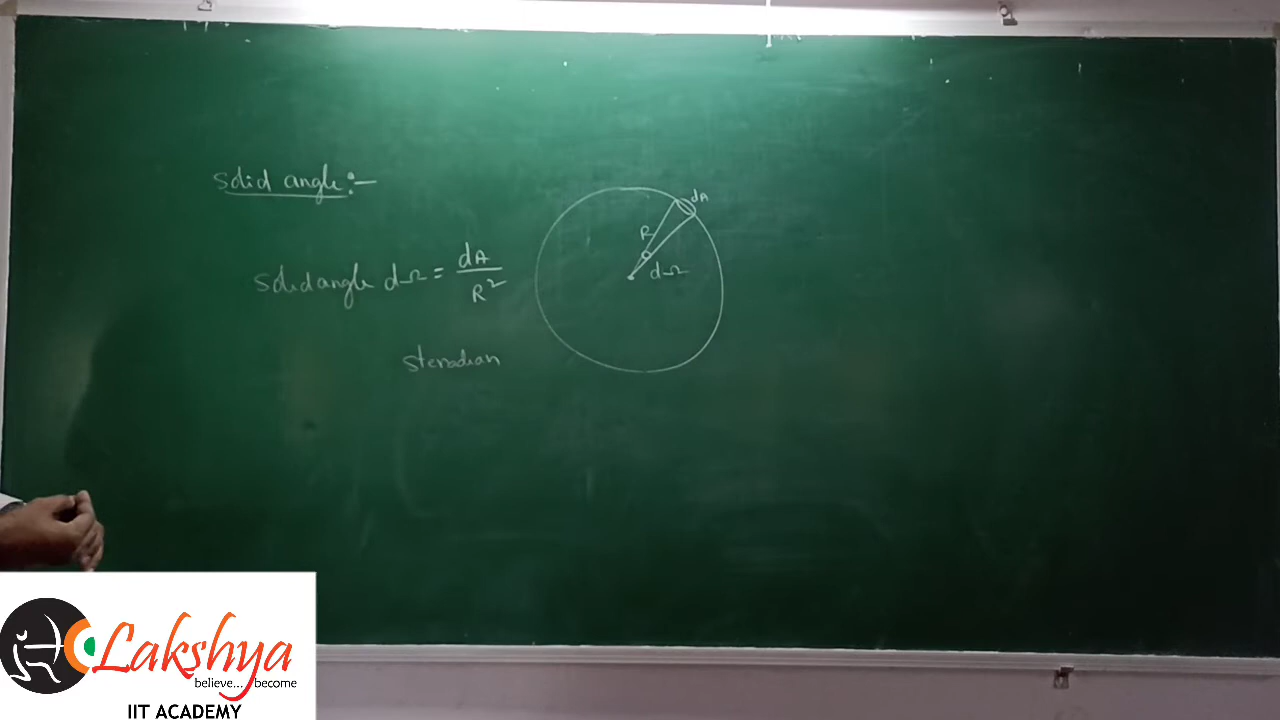 Solid angle:-
Solid angle dΩ = dA / R²
steradian
dA
R
dΩ
Lakshya
believe... become
IIT ACADEMY